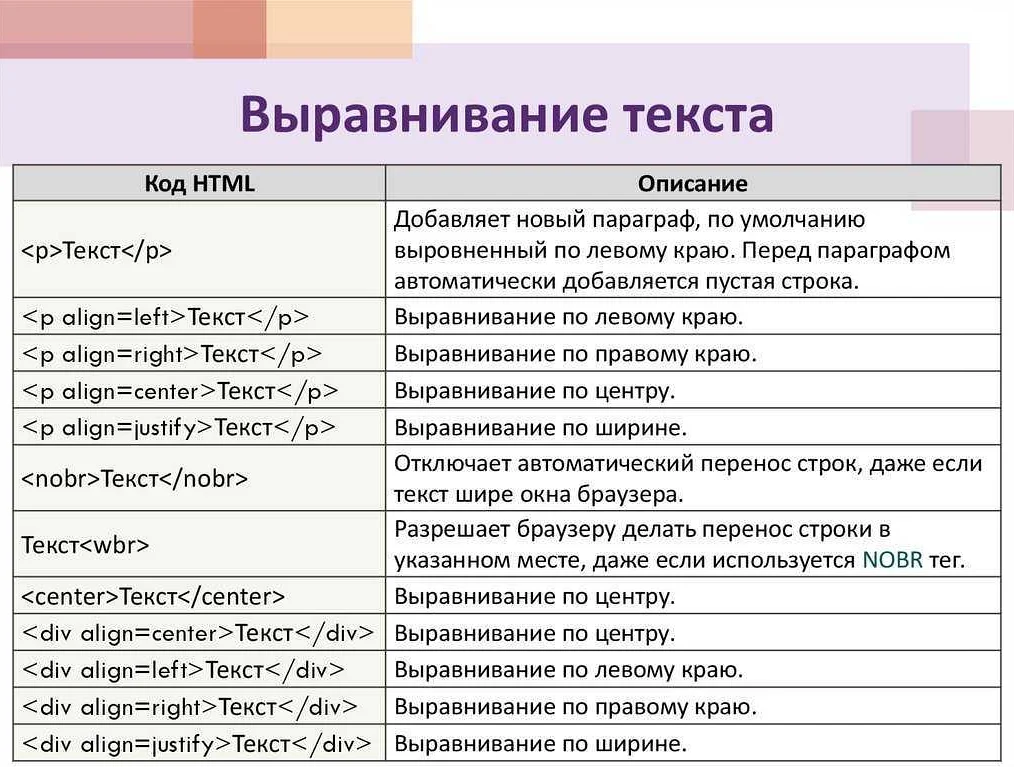 Выравнивание текста
Код HTML
Описание
<p>Текст</p>
Добавляет новый параграф, по умолчанию
выровненный по левому краю. Перед параграфом
автоматически добавляется пустая строка.
<p align=left>Текст</p>
Выравнивание по левому краю.
<p align=right>Текст</p>
Выравнивание по правому краю.
<p align=center>Текст</p>
Выравнивание по центру.
<p align=justify>Текст</p>
Выравнивание по ширине.
<nobr>Текст</nobr>
Отключает автоматический перенос строк, даже если
текст шире окна браузера.
Текст<wbr>
Разрешает браузеру делать перенос строки в
указанном месте, даже если используется NOBR тег.
<center>Текст</center>
Выравнивание по центру.
<div align=center>Текст</div>
Выравнивание по центру.
<div align=left>Текст</div>
Выравнивание по левому краю.
<div align=right>Текст</div>
Выравнивание по правому краю.
<div align=justify>Текст</div>
Выравнивание по ширине.